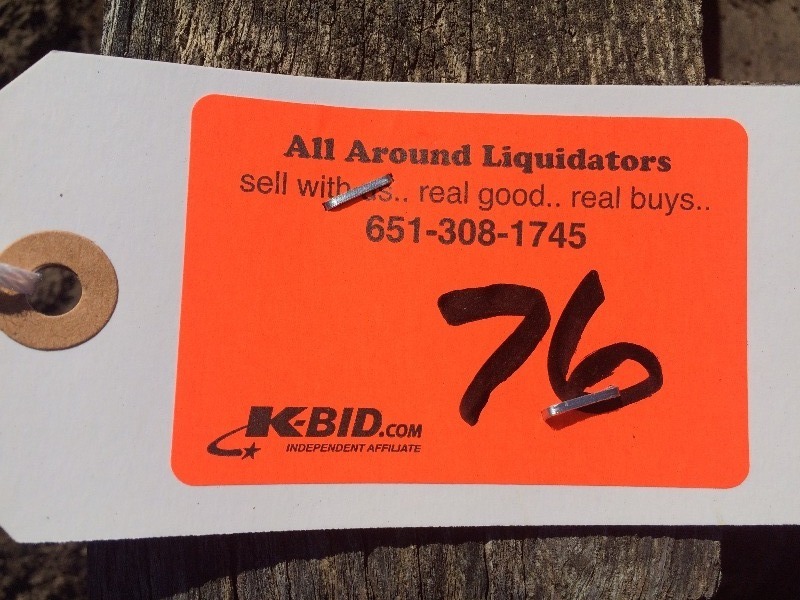 All Around Liquidators
sell with us.. real good.. real buys..
651-308-1745
76
K-BID.COM
INDEPENDENT AFFILIATE